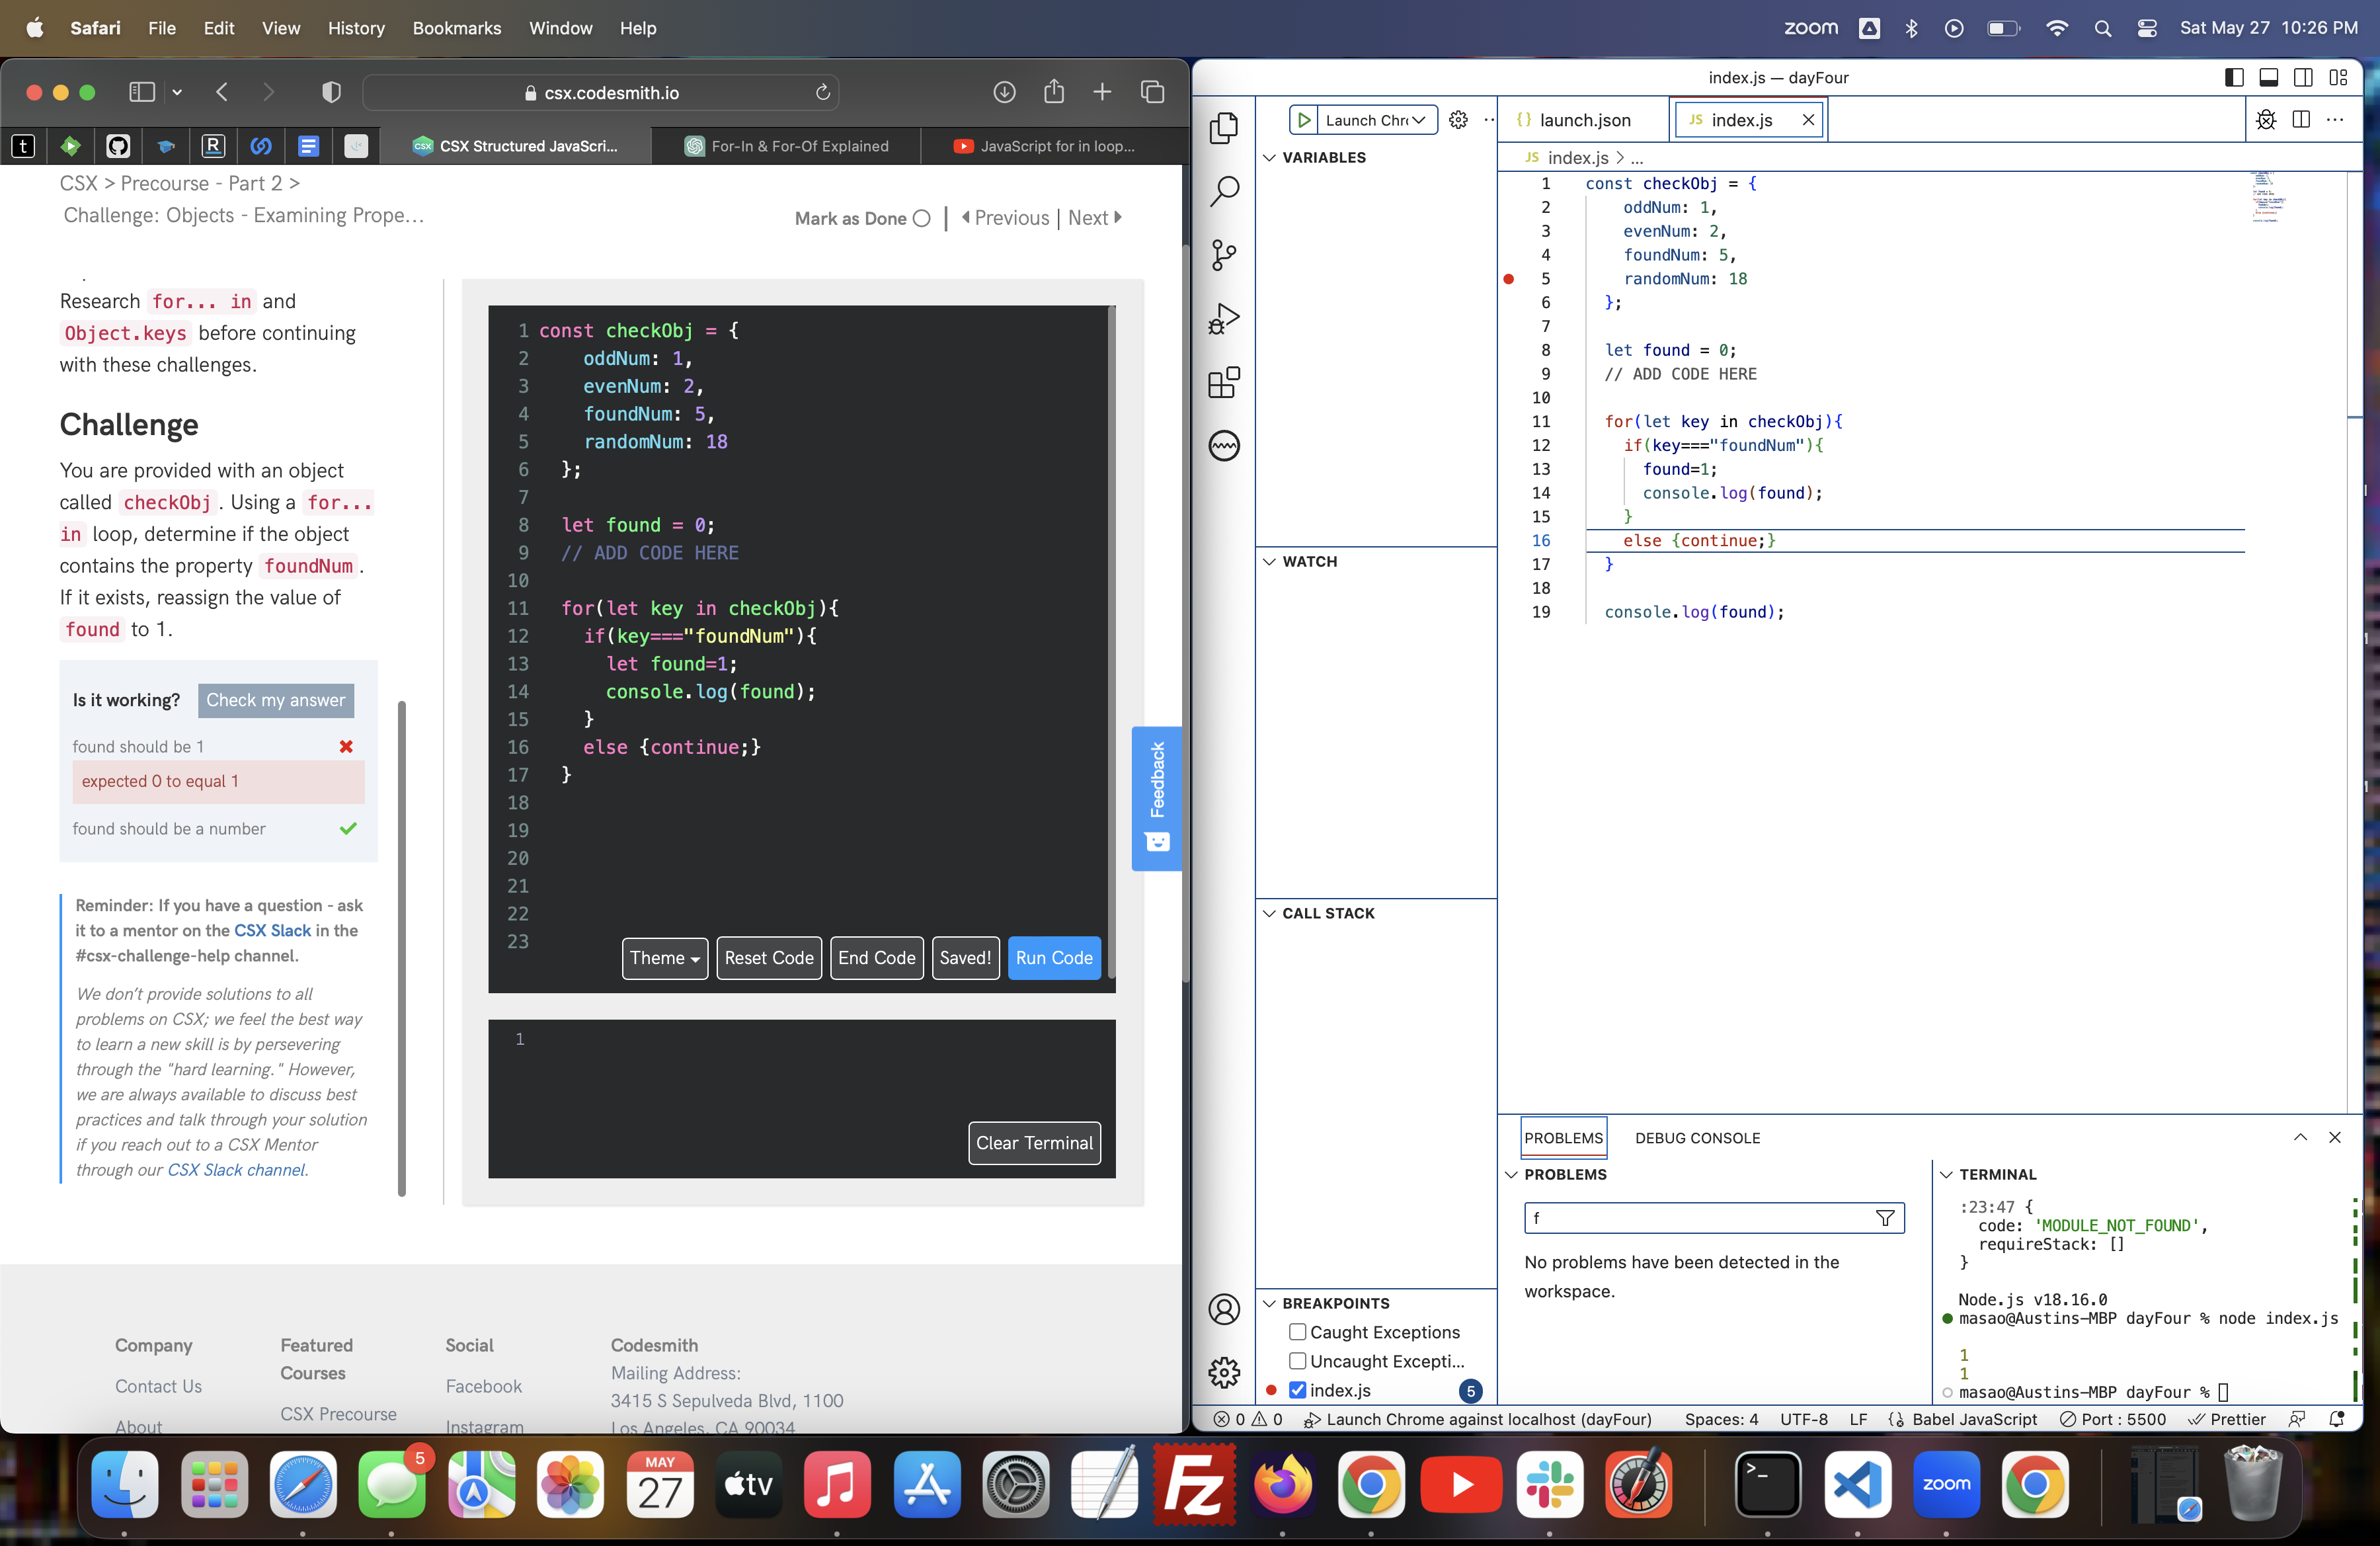 Safari File Edit View History Bookmarks Window Help
zoom Sat May 27 10:26 PM
csx.codesmith.io
CSX Structured JavaScri...
For-In & For-Of Explained
JavaScript for in loop...
CSX > Precourse - Part 2 >
Challenge: Objects - Examining Prope...
Mark as Done | Previous | Next
Research for... in and
Object.keys before continuing
with these challenges.
Challenge
You are provided with an object
called checkObj . Using a for...
in loop, determine if the object
contains the property foundNum .
If it exists, reassign the value of
found to 1.
Is it working? Check my answer
found should be 1
expected 0 to equal 1
found should be a number
Reminder: If you have a question - ask
it to a mentor on the CSX Slack in the
#csx-challenge-help channel.
We don't provide solutions to all
problems on CSX; we feel the best way
to learn a new skill is by persevering
through the "hard learning." However,
we are always available to discuss best
practices and talk through your solution
if you reach out to a CSX Mentor
through our CSX Slack channel.
1 const checkObj = {
2 oddNum: 1,
3 evenNum: 2,
4 foundNum: 5,
5 randomNum: 18
6 };
7
8 let found = 0;
9 // ADD CODE HERE
10
11 for(let key in checkObj){
12 if(key==="foundNum"){
13 let found=1;
14 console.log(found);
15 }
16 else {continue;}
17 }
18
19
20
21
22
23
Theme Reset Code End Code Saved! Run Code
1
Clear Terminal
Feedback
Company
Contact Us
About
Featured
Courses
CSX Precourse
Social
Facebook
Instagram
Codesmith
Mailing Address:
3415 S Sepulveda Blvd, 1100
Los Angeles, CA 90034
index.js — dayFour
Launch Chr
launch.json
JS index.js
JS index.js > ...
VARIABLES
WATCH
CALL STACK
BREAKPOINTS
Caught Exceptions
Uncaught Excepti...
index.js 5
1 const checkObj = {
2 oddNum: 1,
3 evenNum: 2,
4 foundNum: 5,
5 randomNum: 18
6 };
7
8 let found = 0;
9 // ADD CODE HERE
10
11 for(let key in checkObj){
12 if(key==="foundNum"){
13 found=1;
14 console.log(found);
15 }
16 else {continue;}
17 }
18
19 console.log(found);
PROBLEMS DEBUG CONSOLE
PROBLEMS
f
No problems have been detected in the
workspace.
TERMINAL
:23:47 {
code: 'MODULE_NOT_FOUND',
requireStack: []
}
Node.js v18.16.0
masao@Austins-MBP dayFour % node index.js
1
1
masao@Austins-MBP dayFour %
0 0 Launch Chrome against localhost (dayFour) Spaces: 4 UTF-8 LF Babel JavaScript Port : 5500 Prettier
5
MAY
27
tv
Fz
zoom